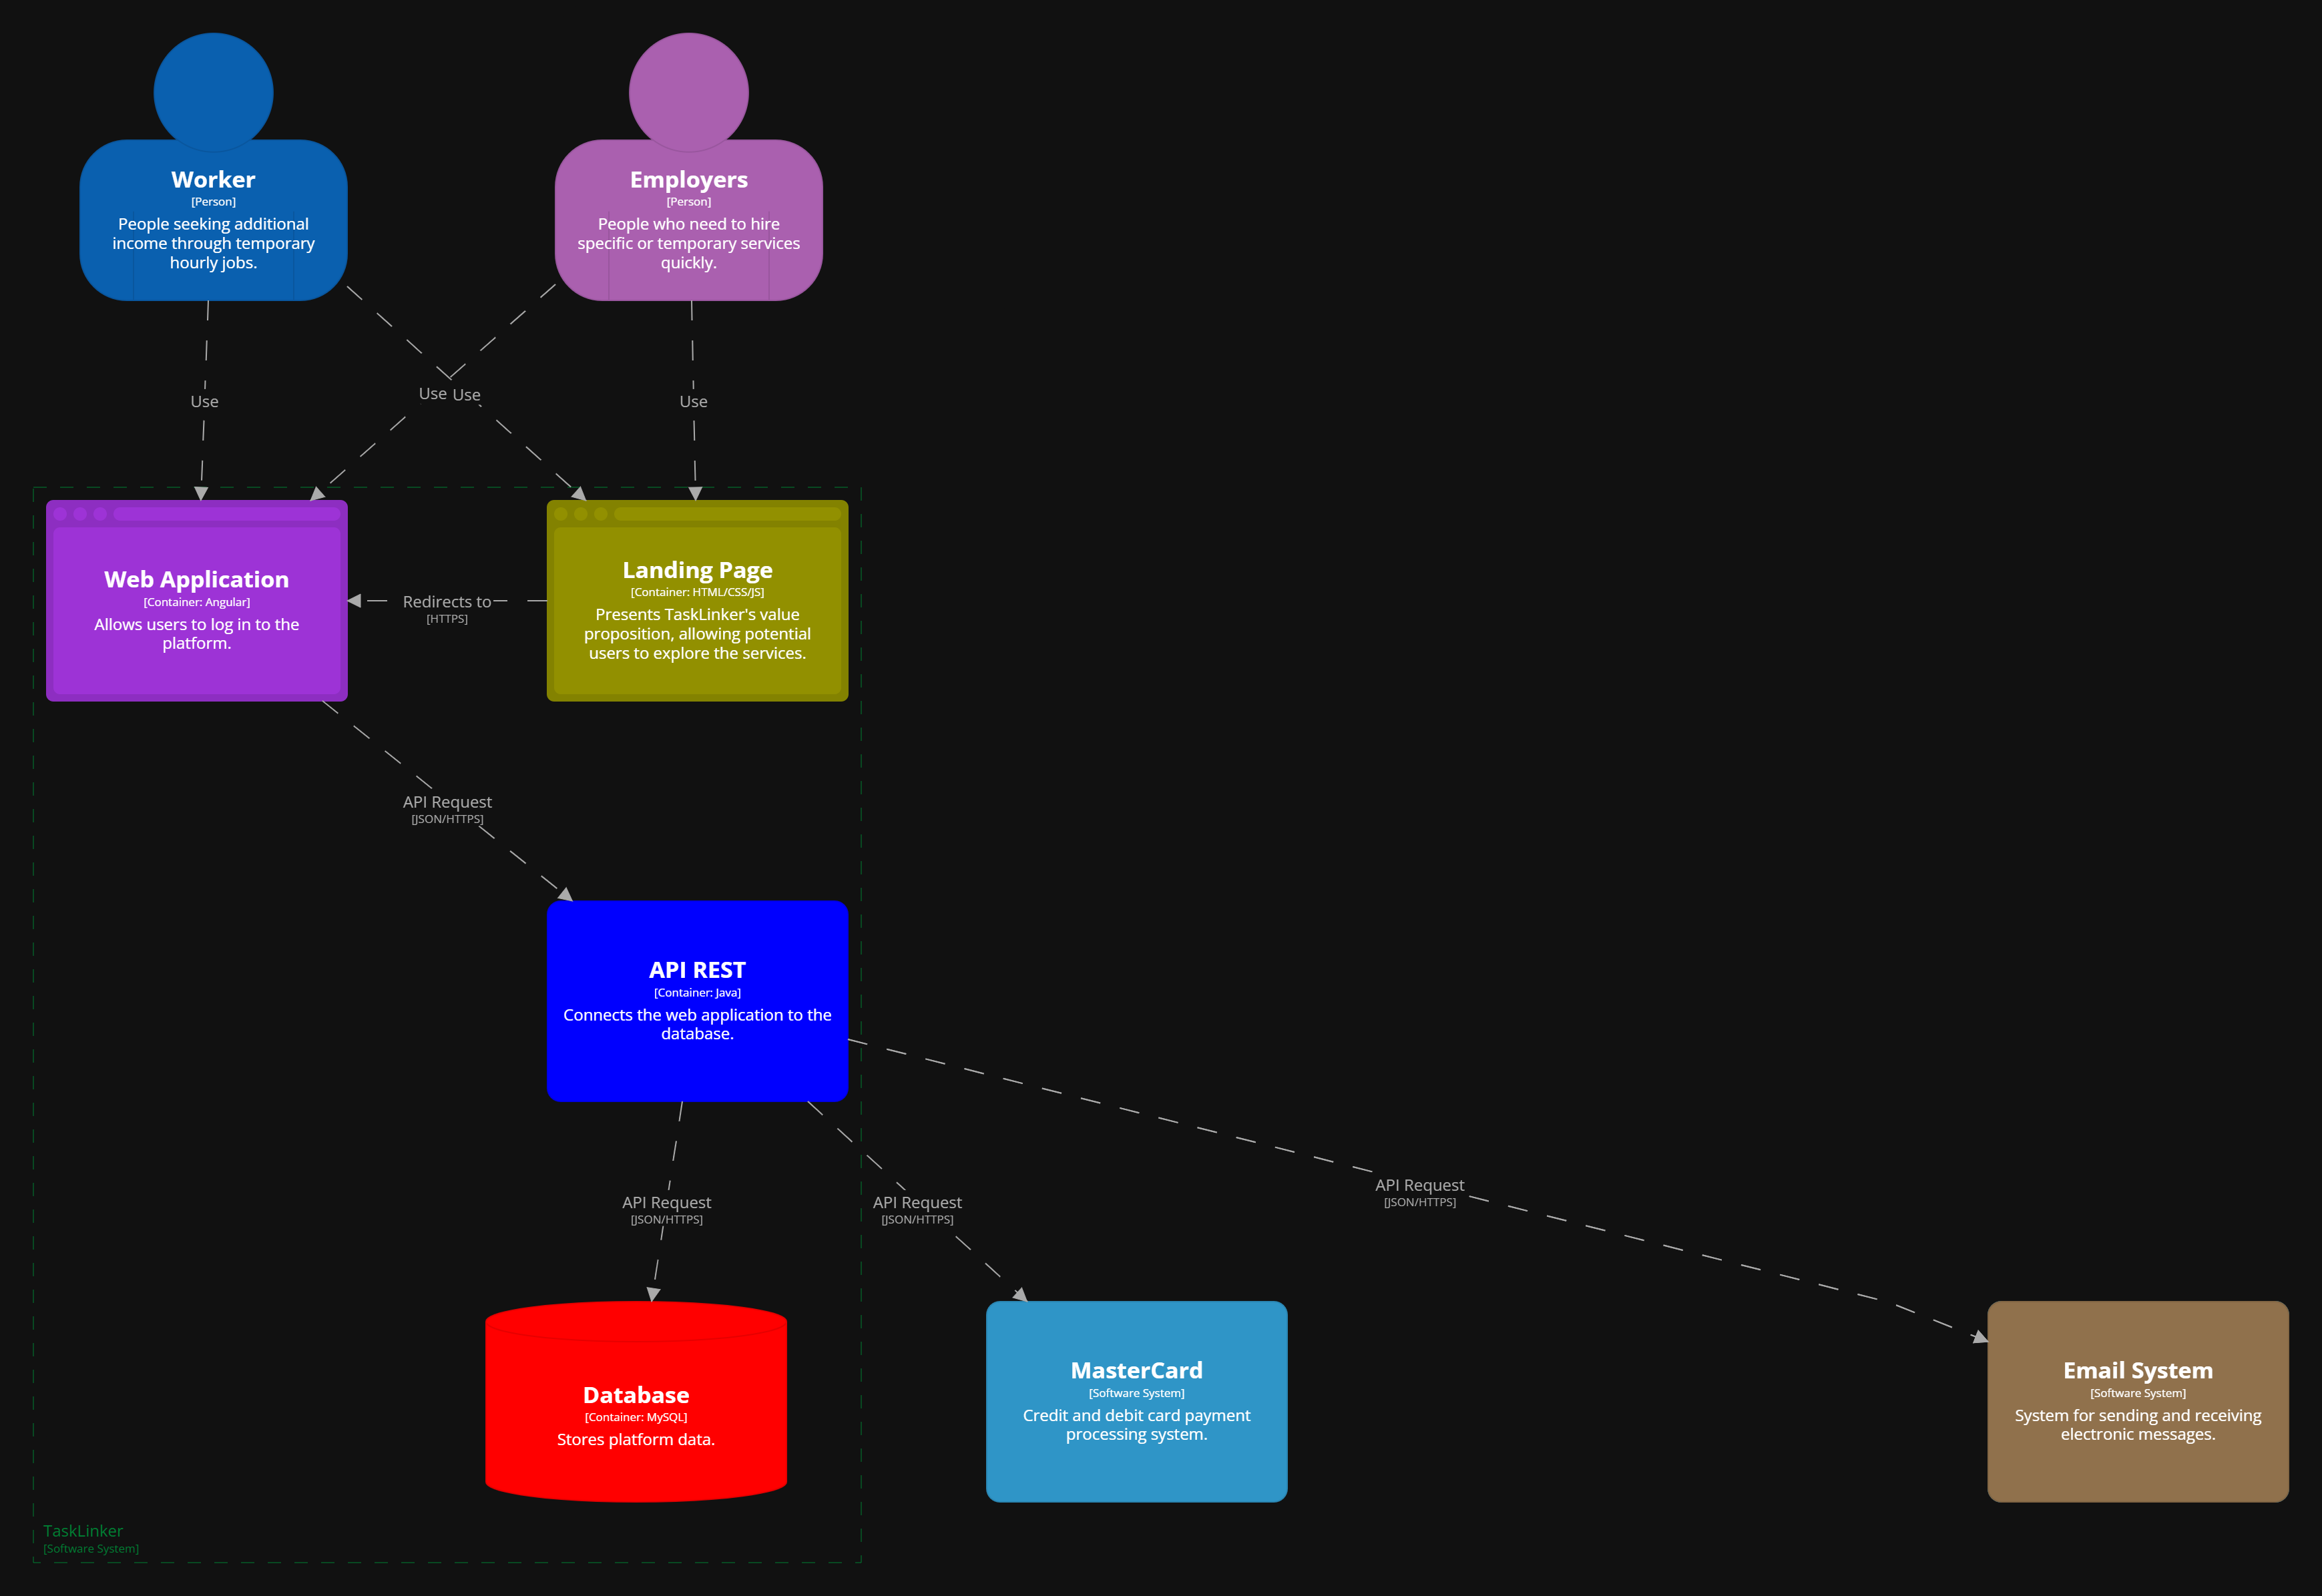 Worker
[Person]
People seeking additional
income through temporary
hourly jobs.
Employers
[Person]
People who need to hire
specific or temporary services
quickly.
Use
Use
Use
Use
Web Application
[Container: Angular]
Allows users to log in to the
platform.
Redirects to
[HTTPS]
Landing Page
[Container: HTML/CSS/JS]
Presents TaskLinker's value
proposition, allowing potential
users to explore the services.
API Request
[JSON/HTTPS]
API REST
[Container: Java]
Connects the web application to the
database.
API Request
[JSON/HTTPS]
API Request
[JSON/HTTPS]
API Request
[JSON/HTTPS]
Database
[Container: MySQL]
Stores platform data.
MasterCard
[Software System]
Credit and debit card payment
processing system.
Email System
[Software System]
System for sending and receiving
electronic messages.
TaskLinker
[Software System]